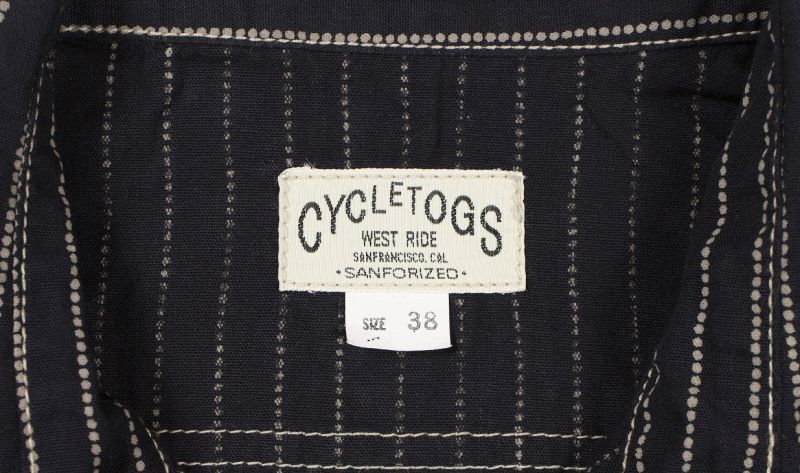 CYCLETOGS
WEST RIDE
SANFRANCISCO. CAL
• SANFORIZED •
SIZE 38